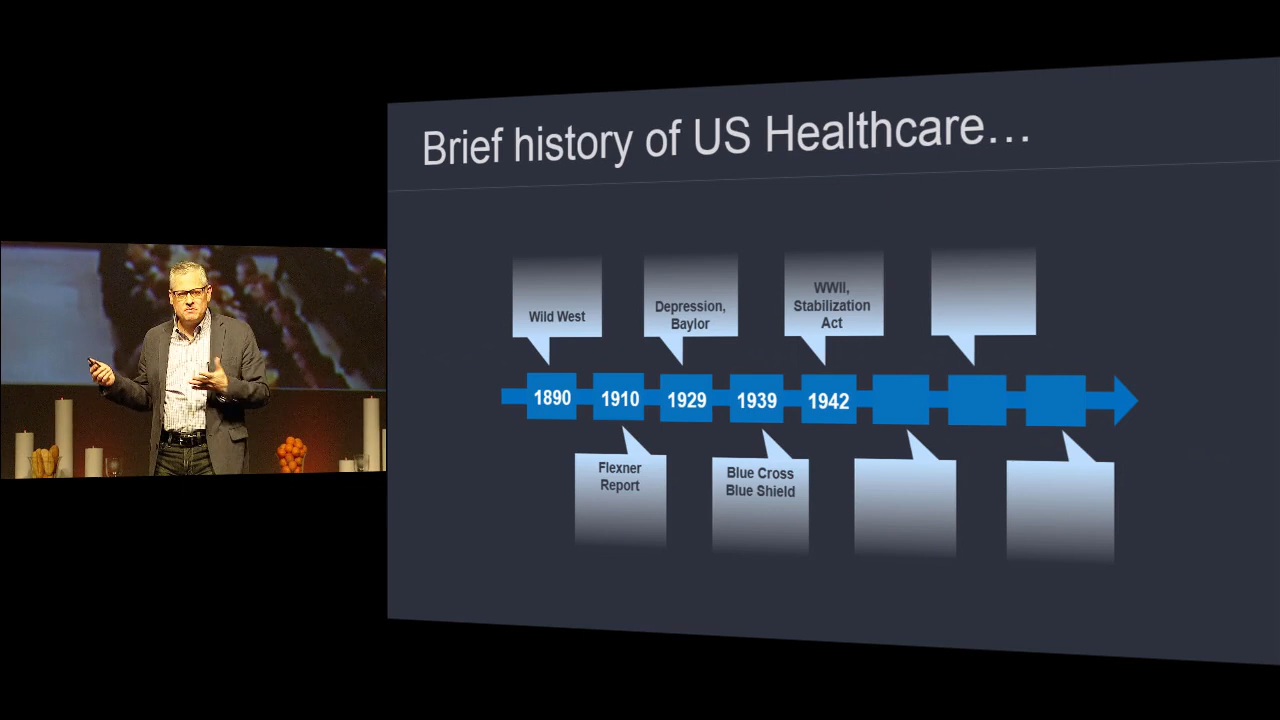 Brief history of US Healthcare…
Wild West
Depression,
Baylor
WWII,
Stabilization
Act
1890
1910
1929
1939
1942
Flexner
Report
Blue Cross
Blue Shield